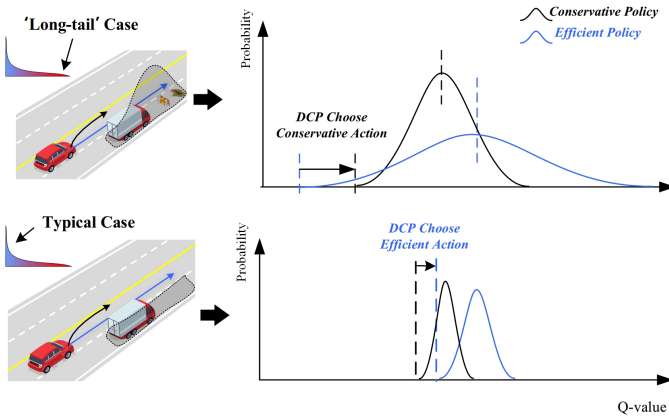 'Long-tail' Case
Probability
Conservative Policy
Efficient Policy
DCP Choose
Conservative Action
Typical Case
Probability
DCP Choose
Efficient Action
Q-value